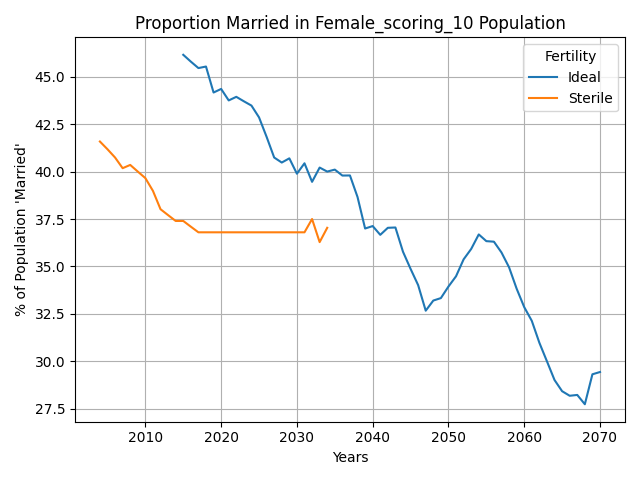 Proportion Married in Female_scoring_10 Population
Fertility
Ideal
Sterile
% of Population 'Married'
45.0
42.5
40.0
37.5
35.0
32.5
30.0
27.5
2010 2020 2030 2040 2050 2060 2070
Years